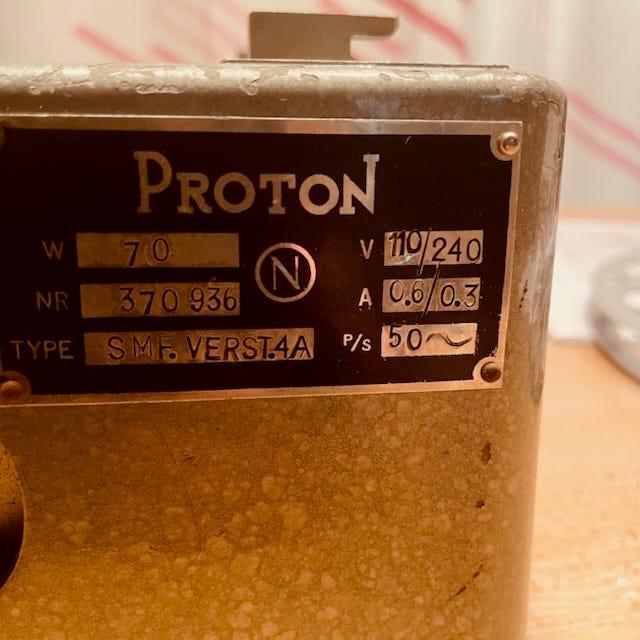 PROTON
W 70 N V 110/240
NR 370 936 A 0.6/0.3
TYPE SMF. VERST.4A P/S 50~